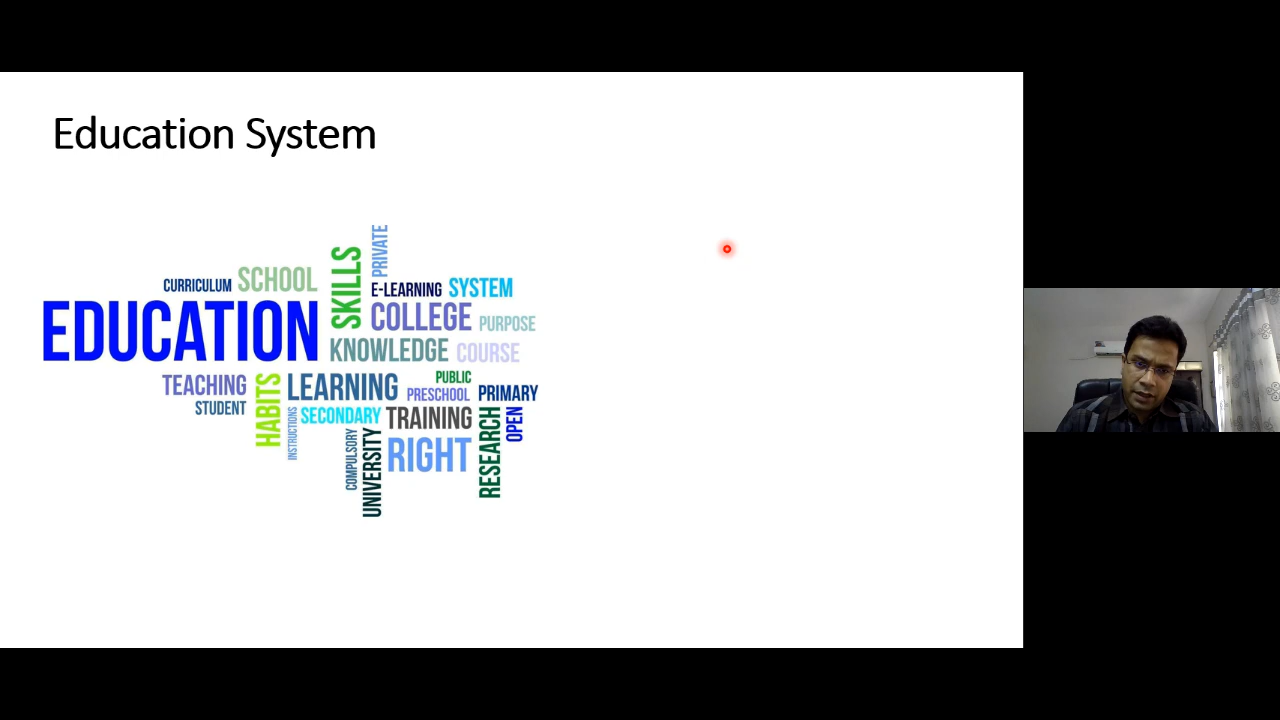 Education System
PRIVATE
SKILLS
CURRICULUM SCHOOL
E-LEARNING SYSTEM
EDUCATION
COLLEGE PURPOSE
KNOWLEDGE COURSE
TEACHING
HABITS
LEARNING
PUBLIC
PRESCHOOL PRIMARY
STUDENT
INSTRUCTIONS
SECONDARY TRAINING
RESEARCH
OPEN
COMPULSORY
UNIVERSITY
RIGHT